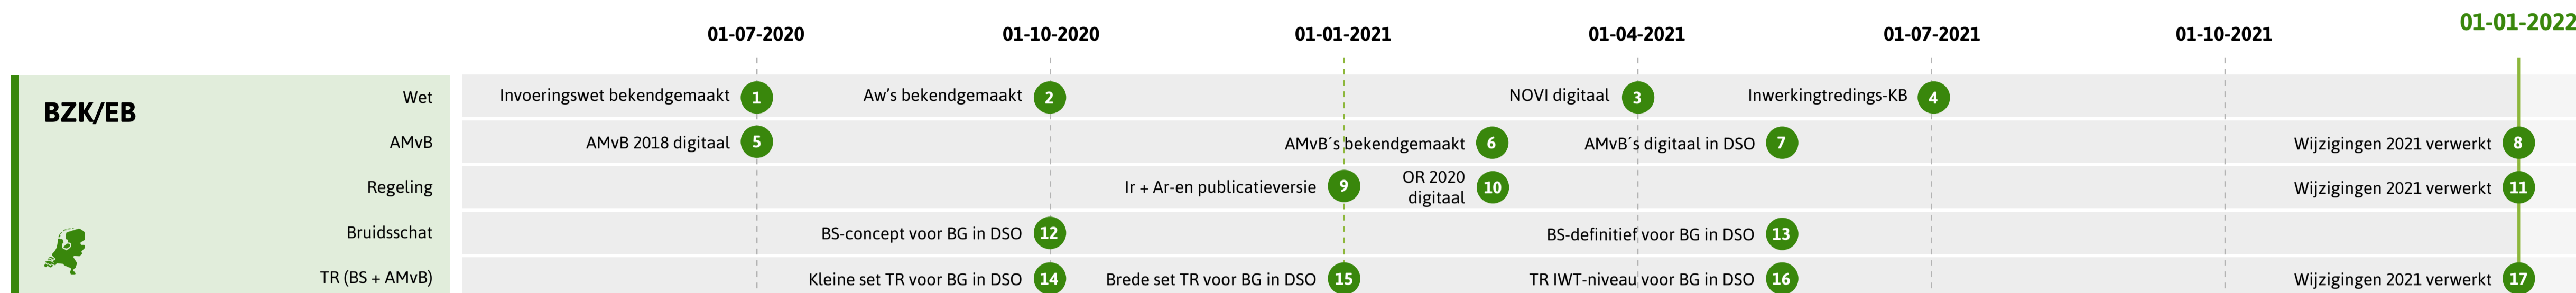 01-07-2020 01-10-2020 01-01-2021 01-04-2021 01-07-2021 01-10-2021 01-01-2022
BZK/EB
Wet Invoeringswet bekendgemaakt 1 Aw’s bekendgemaakt 2 NOVI digitaal 3 Inwerkingtredings-KB 4
AMvB AMvB 2018 digitaal 5 AMvB´s bekendgemaakt 6 AMvB´s digitaal in DSO 7 Wijzigingen 2021 verwerkt 8
Regeling Ir + Ar-en publicatieversie 9 OR 2020 digitaal 10 Wijzigingen 2021 verwerkt 11
Bruidsschat BS-concept voor BG in DSO 12 BS-definitief voor BG in DSO 13
TR (BS + AMvB) Kleine set TR voor BG in DSO 14 Brede set TR voor BG in DSO 15 TR IWT-niveau voor BG in DSO 16 Wijzigingen 2021 verwerkt 17